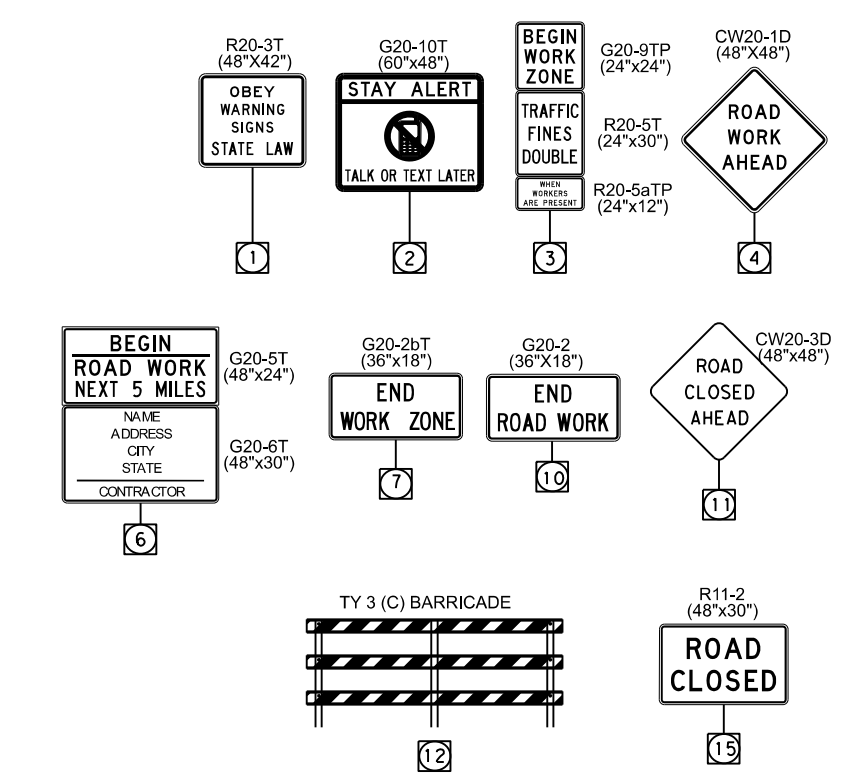 R20-3T
(48"X42")
OBEY
WARNING
SIGNS
STATE LAW
1
G20-10T
(60"x48")
STAY ALERT
TALK OR TEXT LATER
2
BEGIN
WORK
ZONE
G20-9TP
(24"x24")
TRAFFIC
FINES
DOUBLE
R20-5T
(24"x30")
WHEN
WORKERS
ARE PRESENT
R20-5aTP
(24"x12")
3
CW20-1D
(48"X48")
ROAD
WORK
AHEAD
4
BEGIN
ROAD WORK
NEXT 5 MILES
G20-5T
(48"x24")
NAME
ADDRESS
CITY
STATE
CONTRACTOR
G20-6T
(48"x30")
6
G20-2bT
(36"x18")
END
WORK ZONE
7
G20-2
(36"X18")
END
ROAD WORK
10
CW20-3D
(48"x48")
ROAD
CLOSED
AHEAD
11
TY 3 (C) BARRICADE
12
R11-2
(48"x30")
ROAD
CLOSED
15